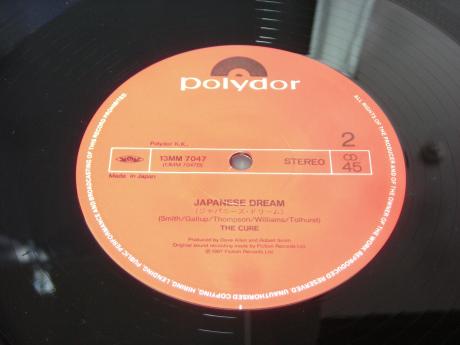 polydor
Polydor K.K.
13MM 7047
STEREO
2
45
Made in Japan
JAPANESE DREAM
(ジャパニーズ・ドリーム)
(Smith/Gallup/Thompson/Williams/Tolhurst)
THE CURE
Produced by Dave Allen and Robert Smith
Original sound recording made by Fiction Records Ltd.
℗ 1987 Fiction Records Ltd.
ALL RIGHTS OF THE PRODUCER AND OF THE OWNER OF THE WORK REPRODUCED RESERVED. UNAUTHORISED COPYING, HIRING, LENDING, PUBLIC PERFORMANCE AND BROADCASTING OF THIS RECORD PROHIBITED.